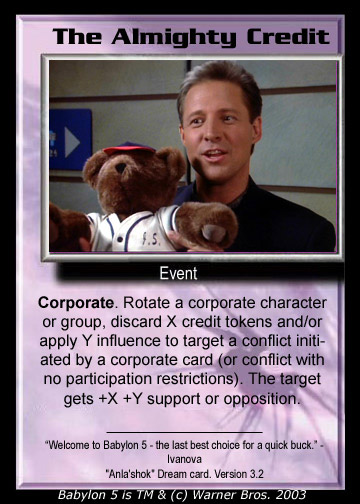 The Almighty Credit
J.S.
Event
Corporate. Rotate a corporate character
or group, discard X credit tokens and/or
apply Y influence to target a conflict initi-
ated by a corporate card (or conflict with
no participation restrictions). The target
gets +X +Y support or opposition.
“Welcome to Babylon 5 - the last best choice for a quick buck.” -
Ivanova
"Anla'shok" Dream card. Version 3.2
Babylon 5 is TM & (c) Warner Bros. 2003